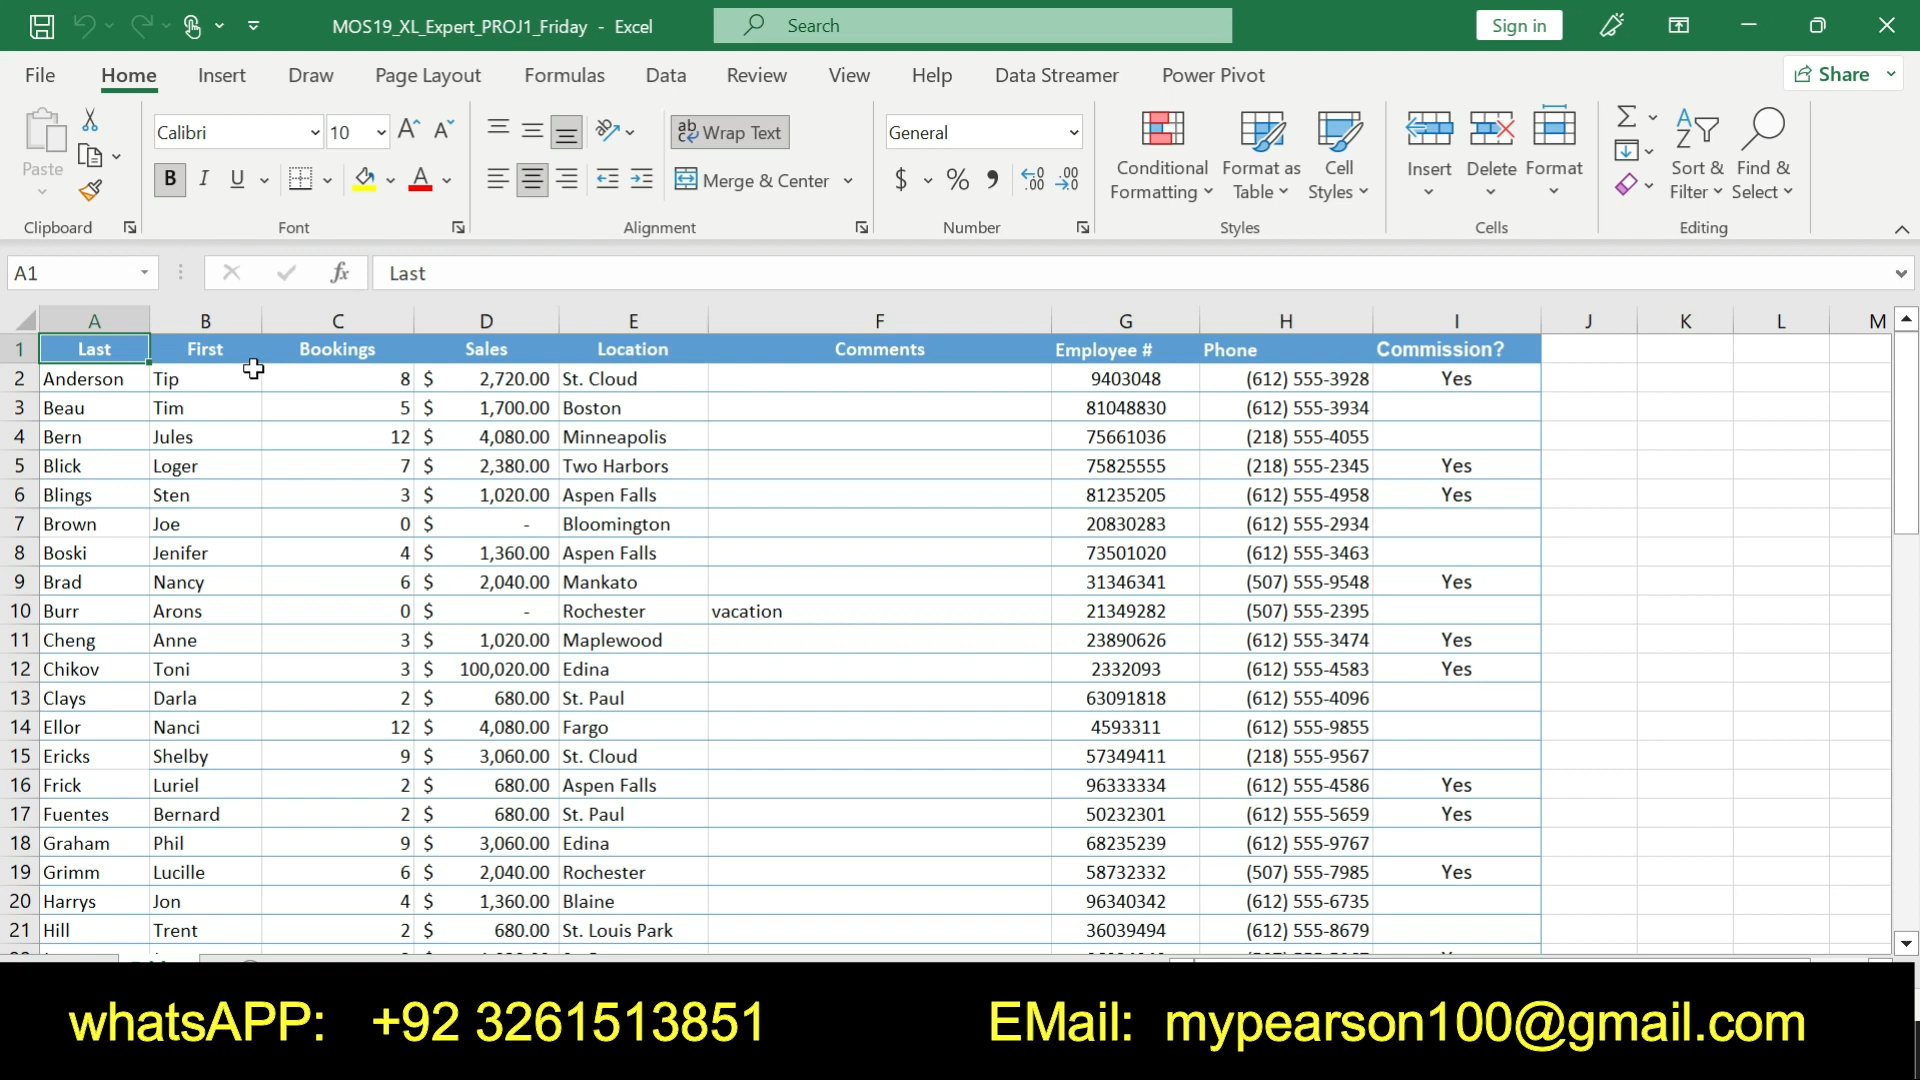 MOS19_XL_Expert_PROJ1_Friday - Excel
Search
Sign in
File Home Insert Draw Page Layout Formulas Data Review View Help Data Streamer Power Pivot Share
Paste
Calibri 10
Wrap Text
General
Merge & Center
Conditional Formatting
Format as Table
Cell Styles
Insert Delete Format
Sort & Filter
Find & Select
Clipboard Font Alignment Number Styles Cells Editing
A1 fx Last
A B C D E F G H I J K L M
1 Last First Bookings Sales Location Comments Employee # Phone Commission?
2 Anderson Tip 8 $ 2,720.00 St. Cloud 9403048 (612) 555-3928 Yes
3 Beau Tim 5 $ 1,700.00 Boston 81048830 (612) 555-3934
4 Bern Jules 12 $ 4,080.00 Minneapolis 75661036 (218) 555-4055
5 Blick Loger 7 $ 2,380.00 Two Harbors 75825555 (218) 555-2345 Yes
6 Blings Sten 3 $ 1,020.00 Aspen Falls 81235205 (612) 555-4958 Yes
7 Brown Joe 0 $ - Bloomington 20830283 (612) 555-2934
8 Boski Jenifer 4 $ 1,360.00 Aspen Falls 73501020 (612) 555-3463
9 Brad Nancy 6 $ 2,040.00 Mankato 31346341 (507) 555-9548 Yes
10 Burr Arons 0 $ - Rochester vacation 21349282 (507) 555-2395
11 Cheng Anne 3 $ 1,020.00 Maplewood 23890626 (612) 555-3474 Yes
12 Chikov Toni 3 $ 100,020.00 Edina 2332093 (612) 555-4583 Yes
13 Clays Darla 2 $ 680.00 St. Paul 63091818 (612) 555-4096
14 Ellor Nanci 12 $ 4,080.00 Fargo 4593311 (612) 555-9855
15 Ericks Shelby 9 $ 3,060.00 St. Cloud 57349411 (218) 555-9567
16 Frick Luriel 2 $ 680.00 Aspen Falls 96333334 (612) 555-4586 Yes
17 Fuentes Bernard 2 $ 680.00 St. Paul 50232301 (612) 555-5659 Yes
18 Graham Phil 9 $ 3,060.00 Edina 68235239 (612) 555-9767
19 Grimm Lucille 6 $ 2,040.00 Rochester 58732332 (507) 555-7985 Yes
20 Harrys Jon 4 $ 1,360.00 Blaine 96340342 (612) 555-6735
21 Hill Trent 2 $ 680.00 St. Louis Park 36039494 (612) 555-8679
whatsAPP: +92 3261513851 EMail: mypearson100@gmail.com